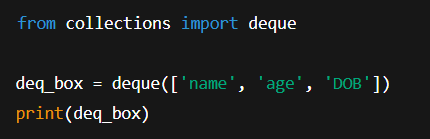 from collections import deque
deq_box = deque(['name', 'age', 'DOB'])
print(deq_box)